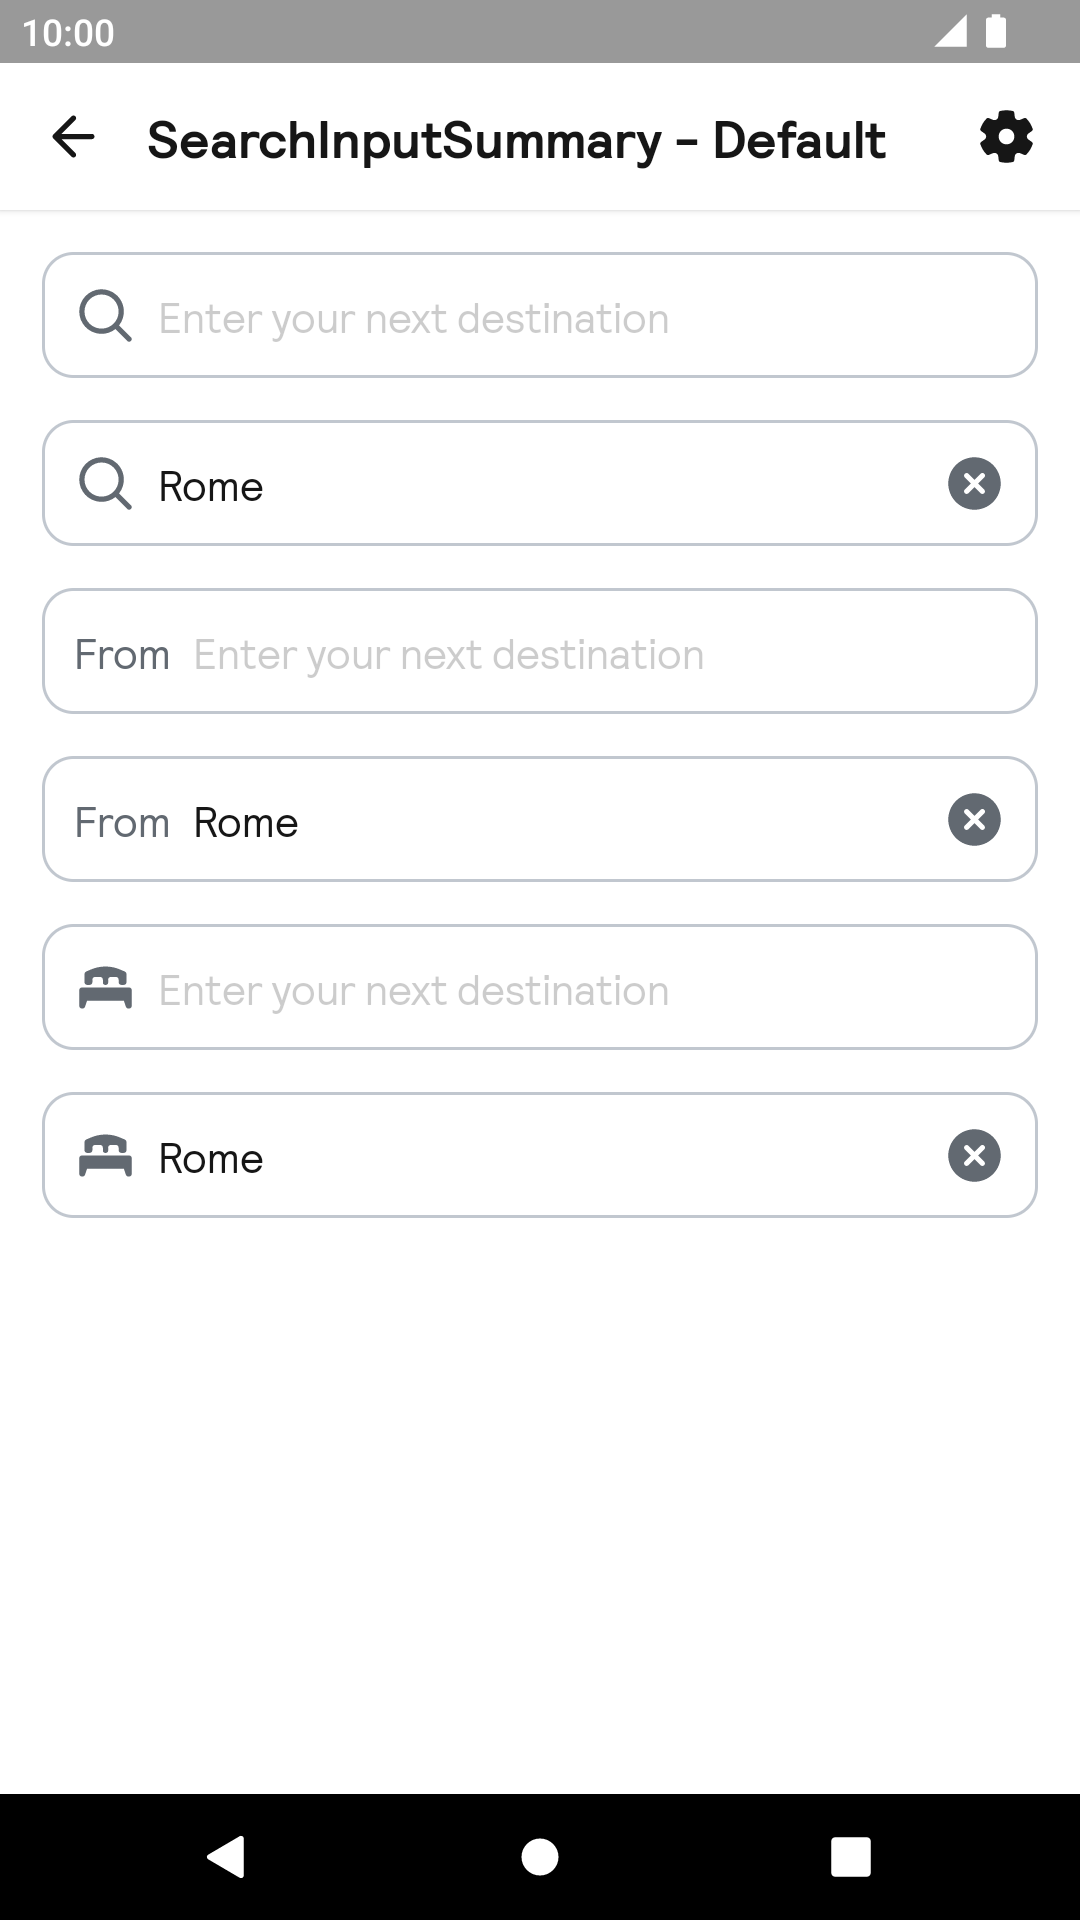 10:00
SearchInputSummary - Default
Enter your next destination
Rome
From Enter your next destination
From Rome
Enter your next destination
Rome